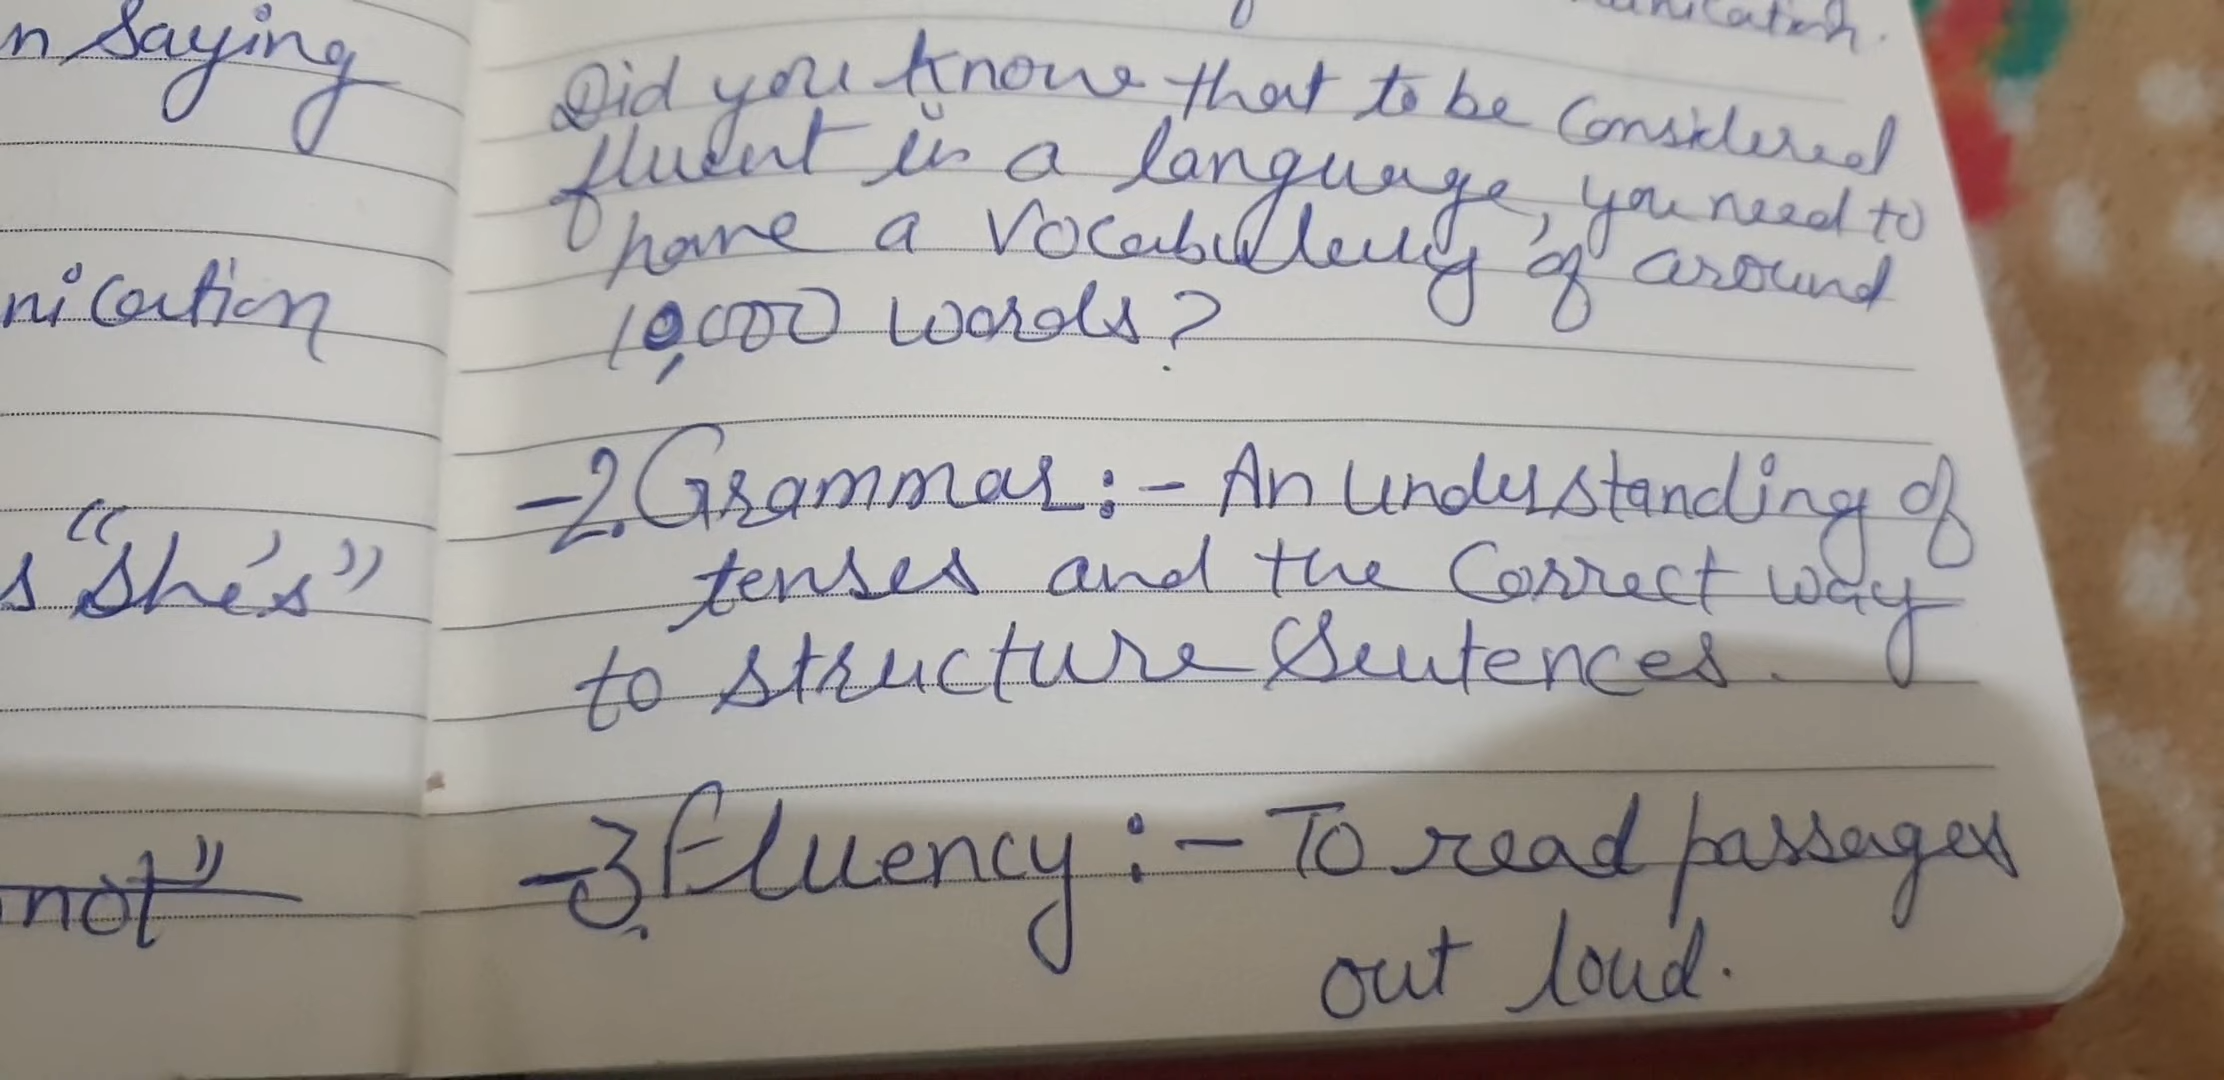 n saying
nication
s "She's"
not"
Did you know that to be Considered
fluent in a language, you need to
have a Vocabullary of around
10,000 words?
-2. Grammar :- An Understanding of
tenses and the Correct way
to structure Sentences.
-3. Fluency :- To read passages
out loud.